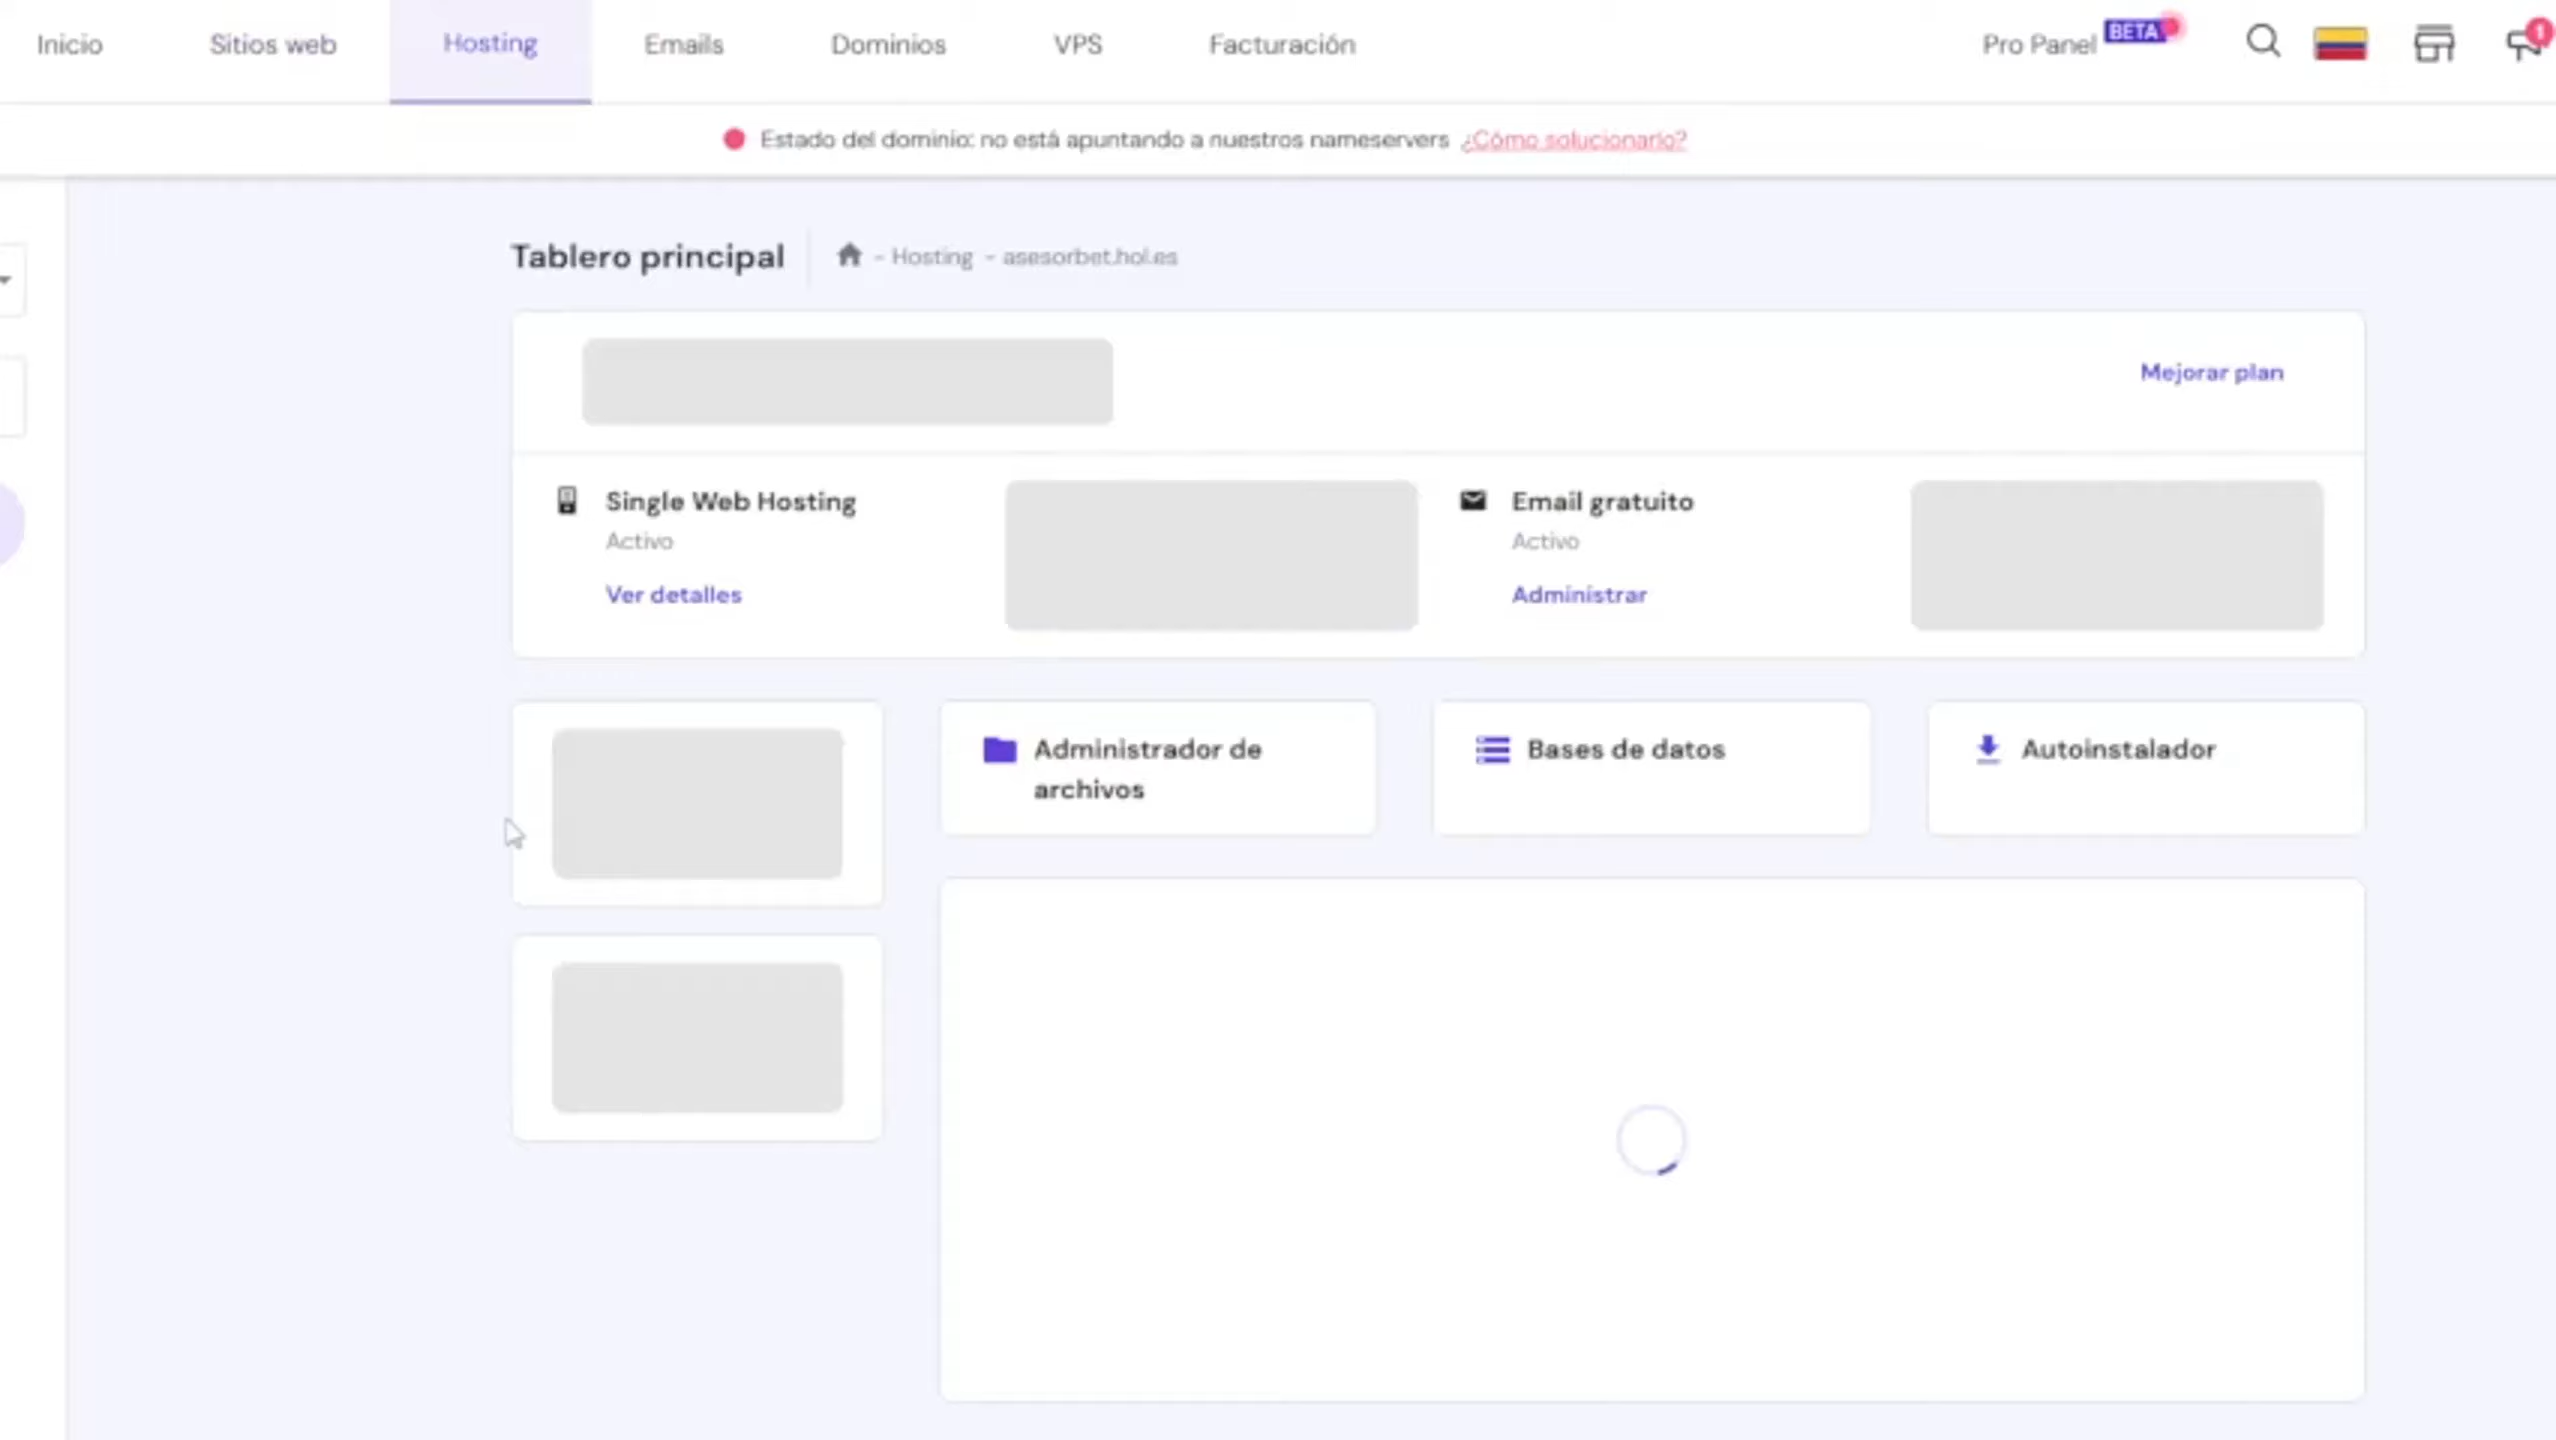 Inicio
Sitios web
Hosting
Emails
Dominios
VPS
Facturación
Pro Panel
BETA
1
Estado del dominio: no está apuntando a nuestros nameservers ¿Cómo solucionarlo?
Tablero principal
- Hosting - asesorbet.hol.es
Mejorar plan
Single Web Hosting
Activo
Ver detalles
Email gratuito
Activo
Administrar
Administrador de
archivos
Bases de datos
Autoinstalador